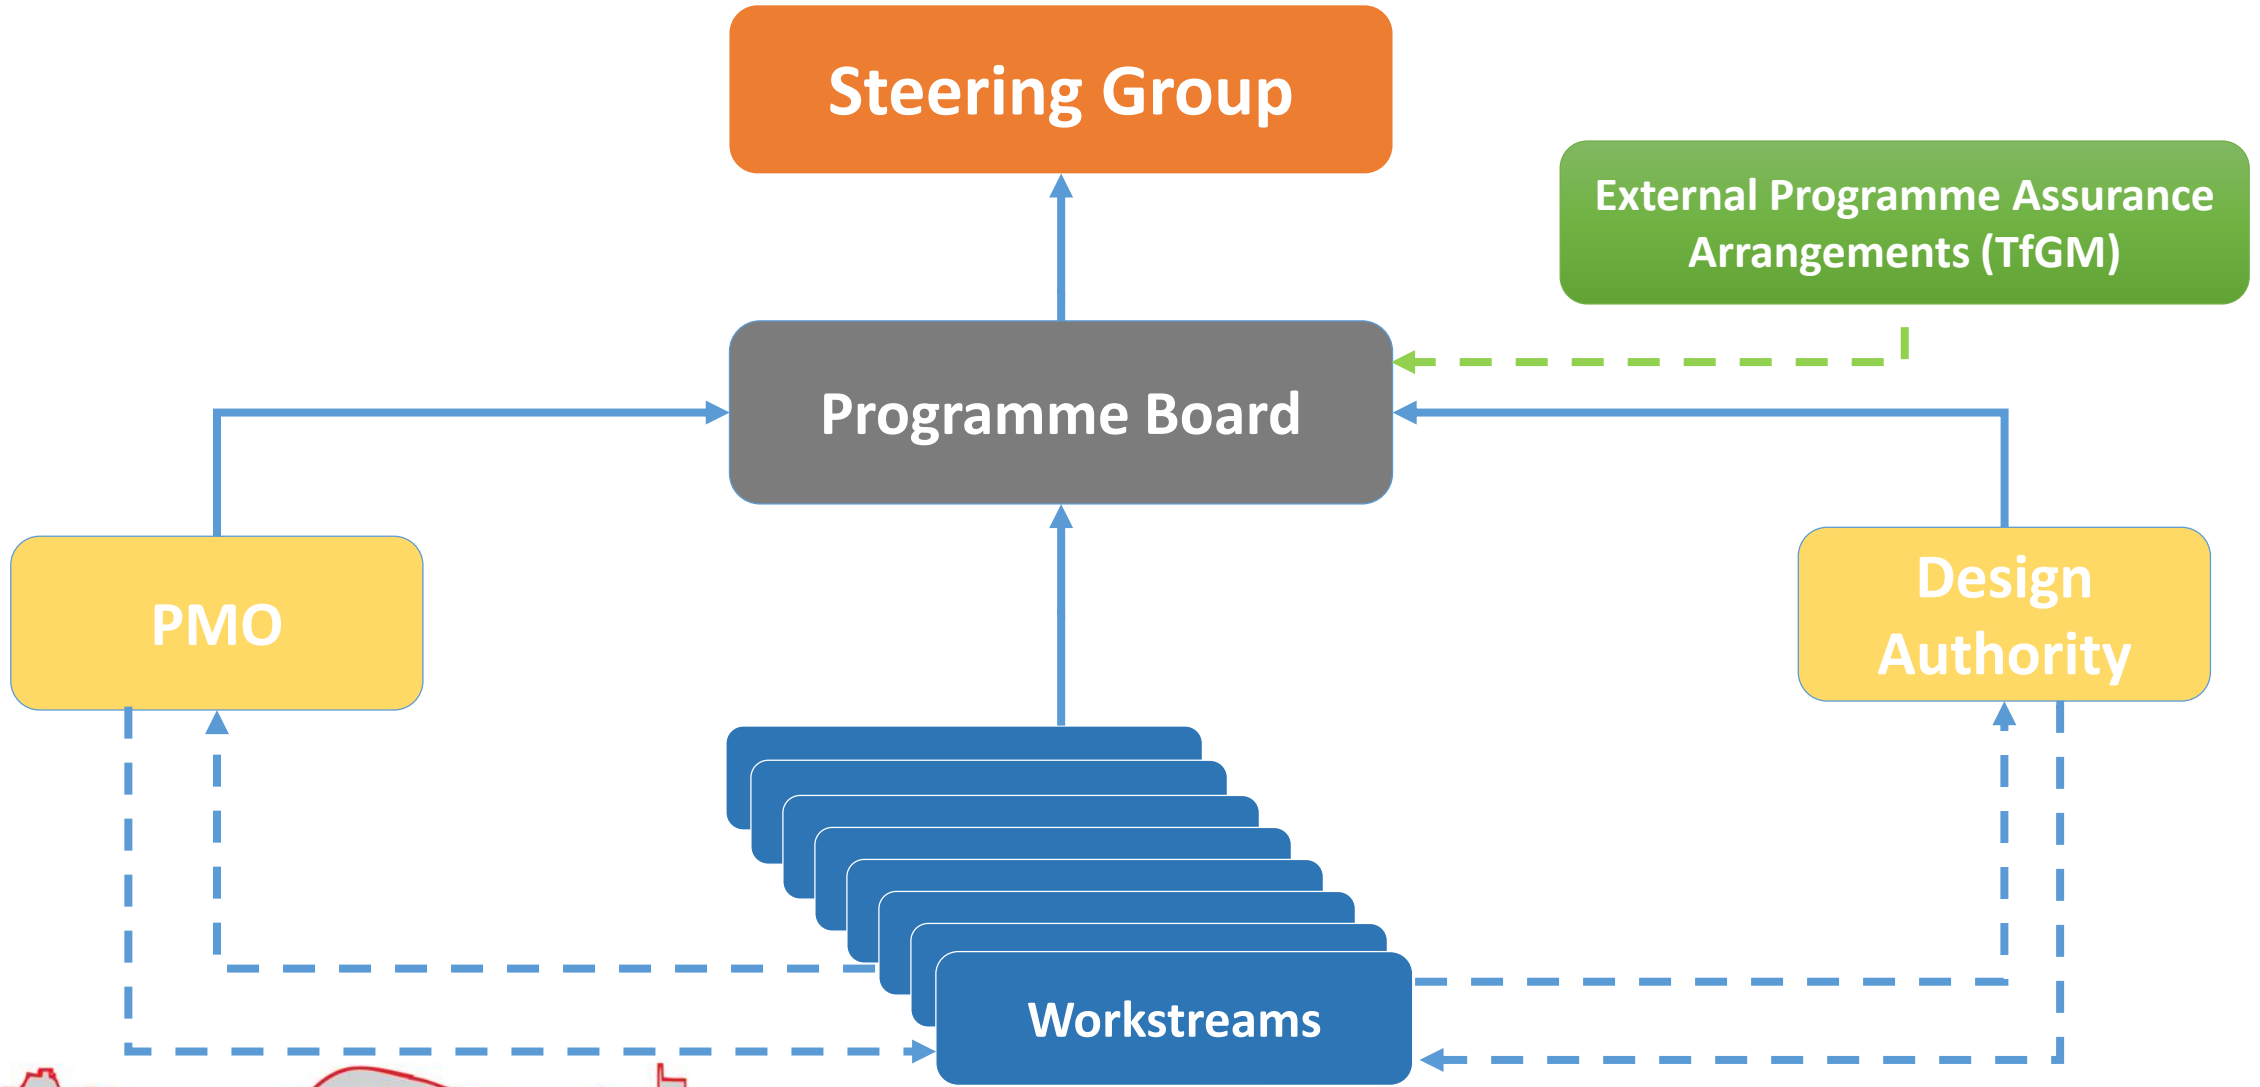 Steering Group
External Programme Assurance
Arrangements (TfGM)
Programme Board
PMO
Design
Authority
Workstreams